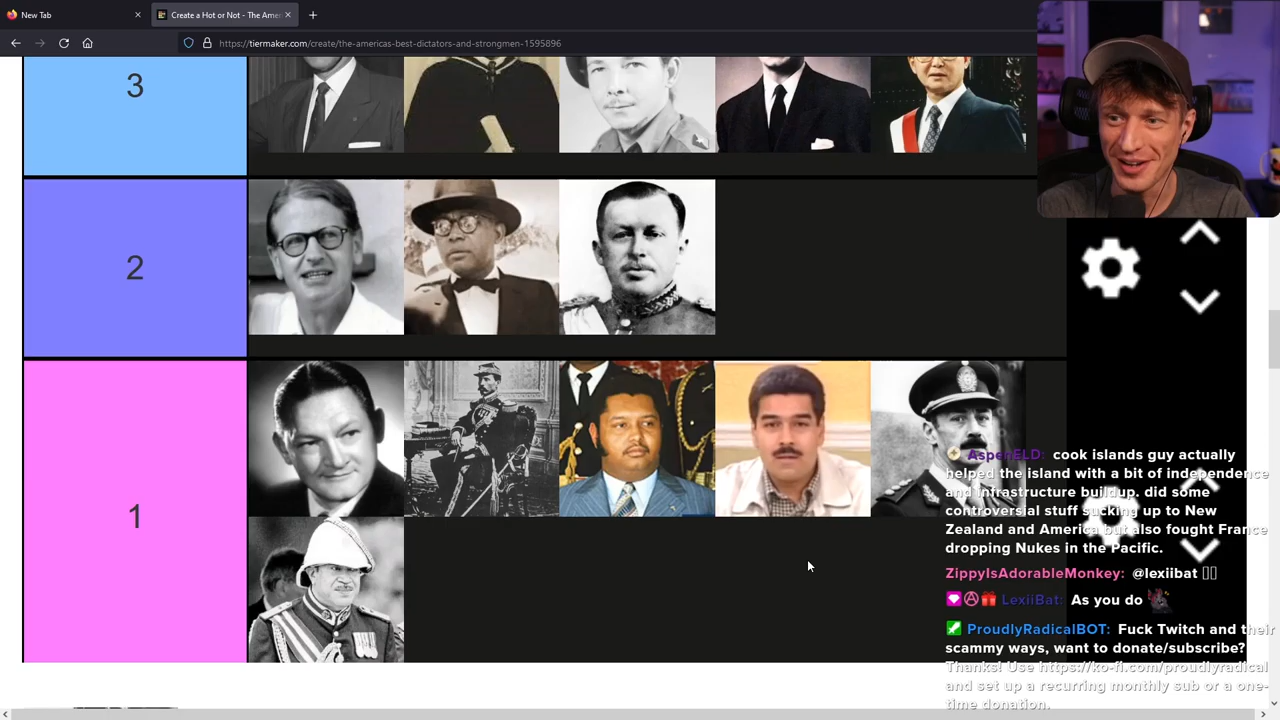 New Tab
Create a Hot or Not - The Ame
https://tiermaker.com/create/the-americas-best-dictators-and-strongmen-1595896
3
2
1
AspenELD: cook islands guy actually
helped the island with a bit of independence
and infrastructure buildup. did some
controversial stuff sucking up to New
Zealand and America but also fought France
dropping Nukes in the Pacific.
ZippyIsAdorableMonkey: @lexiibat
LexiiBat: As you do
ProudlyRadicalBOT: Fuck Twitch and their
scammy ways, want to donate/subscribe?
Thanks! Use https://ko-fi.com/proudlyradical
and set up a recurring monthly sub or a one-
time donation.